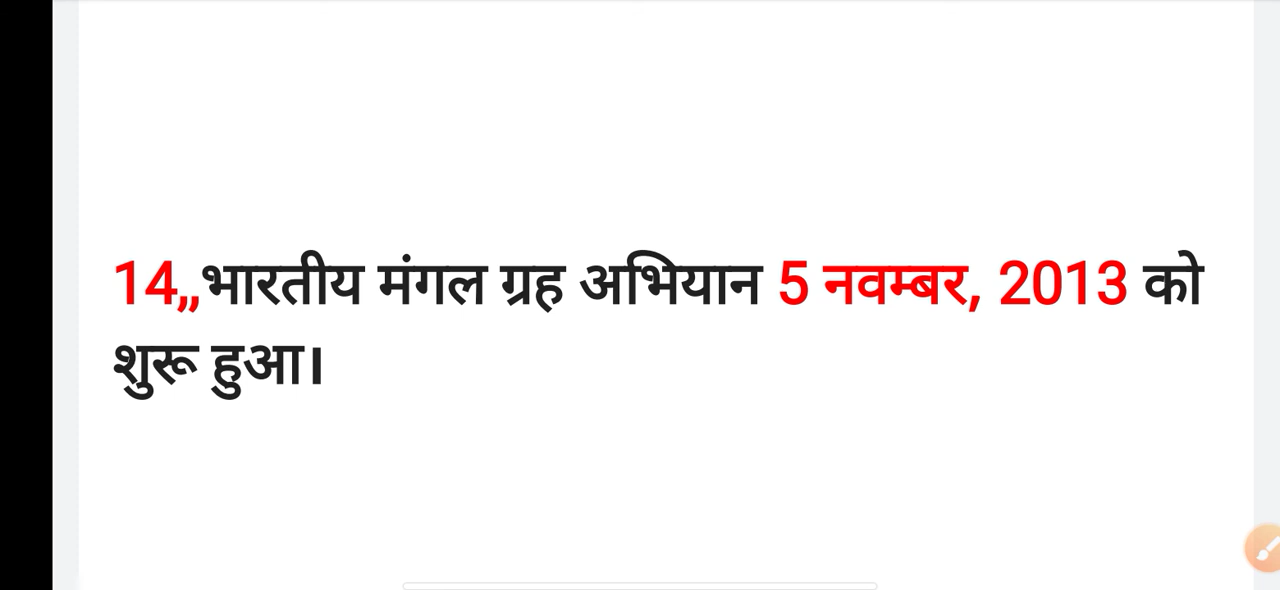 14,,भारतीय मंगल ग्रह अभियान 5 नवम्बर, 2013 को
शुरू हुआ।